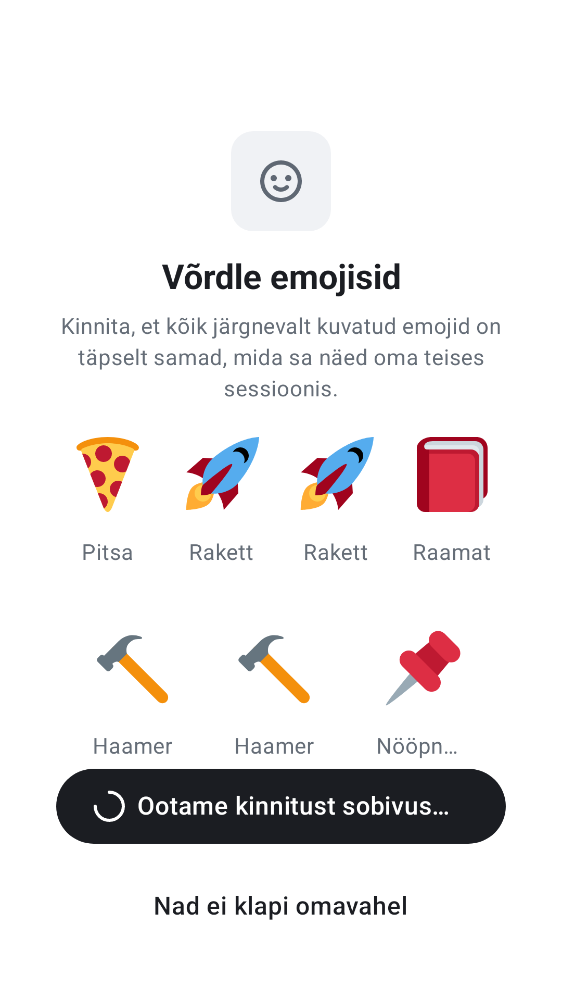 Võrdle emojisid
Kinnita, et kõik järgnevalt kuvatud emojid on
täpselt samad, mida sa näed oma teises
sessioonis.
Pitsa Rakett Rakett Raamat
Haamer Haamer Nööpn…
Ootame kinnitust sobivus…
Nad ei klapi omavahel